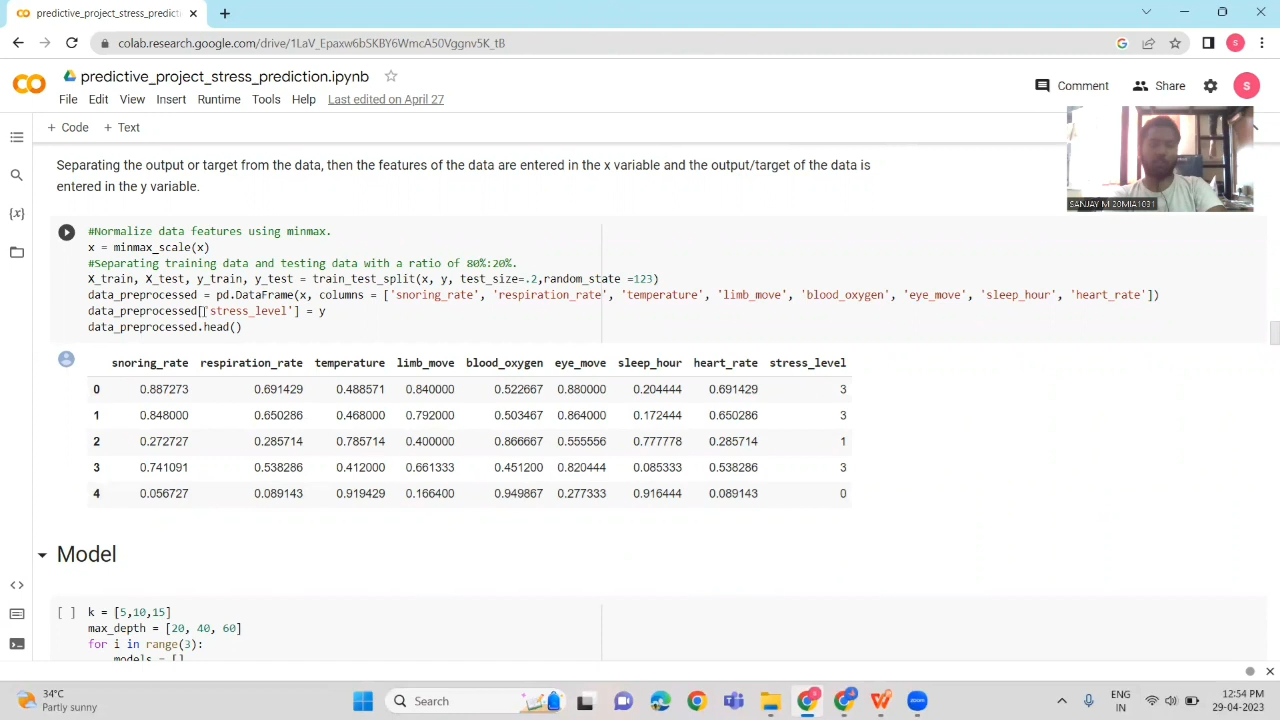 predictive_project_stress_predicti
colab.research.google.com/drive/1LaV_Epaxw6bSKBY6WmcA50Vggnv5K_tB
S
predictive_project_stress_prediction.ipynb
Comment
Share
S
File Edit View Insert Runtime Tools Help Last edited on April 27
+ Code + Text
Separating the output or target from the data, then the features of the data are entered in the x variable and the output/target of the data is
entered in the y variable.
SANJAY M 20MIA1031
#Normalize data features using minmax.
x = minmax_scale(x)
#Separating training data and testing data with a ratio of 80%:20%.
X_train, X_test, y_train, y_test = train_test_split(x, y, test_size=.2,random_state =123)
data_preprocessed = pd.DataFrame(x, columns = ['snoring_rate', 'respiration_rate', 'temperature', 'limb_move', 'blood_oxygen', 'eye_move', 'sleep_hour', 'heart_rate'])
data_preprocessed['stress_level'] = y
data_preprocessed.head()
snoring_rate respiration_rate temperature limb_move blood_oxygen eye_move sleep_hour heart_rate stress_level
0 0.887273 0.691429 0.488571 0.840000 0.522667 0.880000 0.204444 0.691429 3
1 0.848000 0.650286 0.468000 0.792000 0.503467 0.864000 0.172444 0.650286 3
2 0.272727 0.285714 0.785714 0.400000 0.866667 0.555556 0.777778 0.285714 1
3 0.741091 0.538286 0.412000 0.661333 0.451200 0.820444 0.085333 0.538286 3
4 0.056727 0.089143 0.919429 0.166400 0.949867 0.277333 0.916444 0.089143 0
Model
[ ] k = [5,10,15]
max_depth = [20, 40, 60]
for i in range(3):
models = []
34°C
Partly sunny
Search
ENG
IN
12:54 PM
29-04-2023